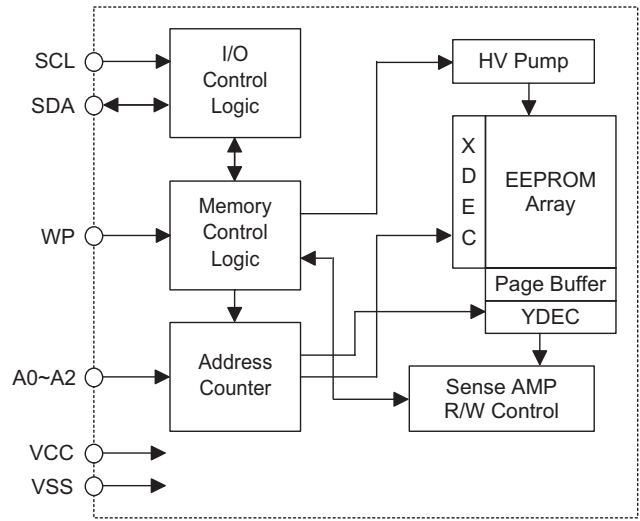 SCL
SDA
WP
A0~A2
VCC
VSS
I/O
Control
Logic
Memory
Control
Logic
Address
Counter
HV Pump
X
D
E
C
EEPROM
Array
Page Buffer
YDEC
Sense AMP
R/W Control